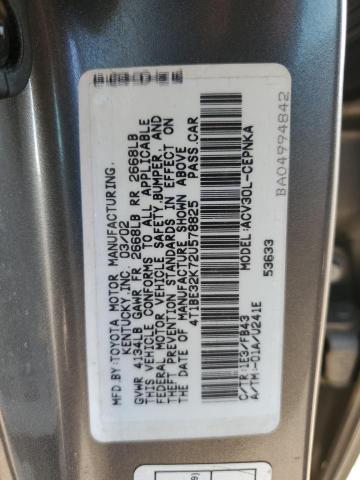 MFD.BY:TOYOTA MOTOR MANUFACTURING.
KENTUCKY,INC. 03/02
GVWR 4134LB GAWR FR 2668LB RR 2668LB
THIS VEHICLE CONFORMS TO ALL APPLICABLE
FEDERAL MOTOR VEHICLE SAFETY,BUMPER, AND
THEFT PREVENTION STANDARDS IN EFFECT ON
THE DATE OF MANUFACTURE SHOWN ABOVE.
4T1BE32K72U578825 PASS.CAR
MODEL:ACV30L-CEPNKA
53633
C/TR:1E3/FB43
A/TM:-01A/U241E
BA04994842